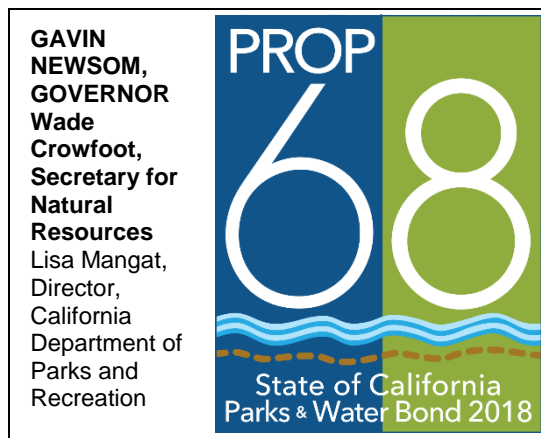 GAVIN
NEWSOM,
GOVERNOR
Wade
Crowfoot,
Secretary for
Natural
Resources
Lisa Mangat,
Director,
California
Department of
Parks and
Recreation
PROP
68
State of California
Parks & Water Bond 2018